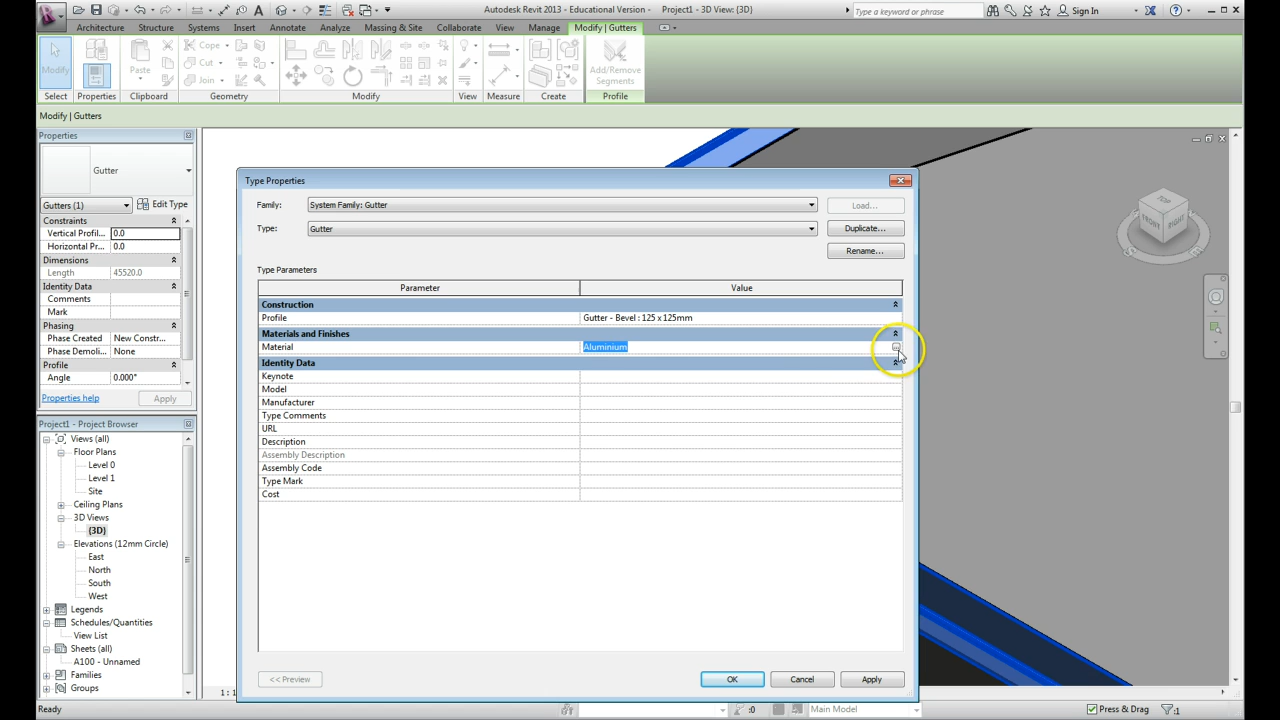 Autodesk Revit 2013 - Educational Version - Project1 - 3D View: {3D}
Type a keyword or phrase
Sign In
Architecture Structure Systems Insert Annotate Analyze Massing & Site Collaborate View Manage Modify | Gutters
Modify Paste Cope Cut Join Add/Remove Segments
Select Properties Clipboard Geometry Modify View Measure Create Profile
Modify | Gutters
Properties
Gutter
Gutters (1) Edit Type
Constraints
Vertical Profil... 0.0
Horizontal Pr... 0.0
Dimensions
Length 45520.0
Identity Data
Comments
Mark
Phasing
Phase Created New Constr...
Phase Demoli... None
Profile
Angle 0.000°
Properties help Apply
Project1 - Project Browser
Views (all)
Floor Plans
Level 0
Level 1
Site
Ceiling Plans
3D Views
{3D}
Elevations (12mm Circle)
East
North
South
West
Legends
Schedules/Quantities
View List
Sheets (all)
A100 - Unnamed
Families
Groups
Type Properties
Family: System Family: Gutter Load...
Type: Gutter Duplicate...
Rename...
Type Parameters
Parameter Value
Construction
Profile Gutter - Bevel : 125 x 125mm
Materials and Finishes
Material Aluminium
Identity Data
Keynote
Model
Manufacturer
Type Comments
URL
Description
Assembly Description
Assembly Code
Type Mark
Cost
<< Preview OK Cancel Apply
TOP
FRONT RIGHT
Ready :0 Main Model Press & Drag :1